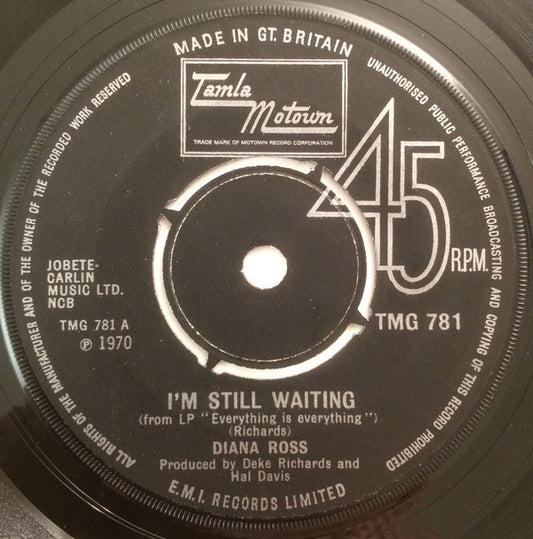 MADE IN GT. BRITAIN
UNAUTHORISED PUBLIC PERFORMANCE BROADCASTING AND COPYING OF THIS RECORD PROHIBITED
ALL RIGHTS OF THE MANUFACTURER AND OF THE OWNER OF THE RECORDED WORK RESERVED
Tamla
Motown
TRADE MARK OF MOTOWN RECORD CORPORATION
45
R.P.M.
JOBETE-
CARLIN
MUSIC LTD.
NCB
TMG 781 A
℗ 1970
TMG 781
I'M STILL WAITING
(from LP "Everything is everything")
(Richards)
DIANA ROSS
Produced by Deke Richards and
Hal Davis
E.M.I. RECORDS LIMITED